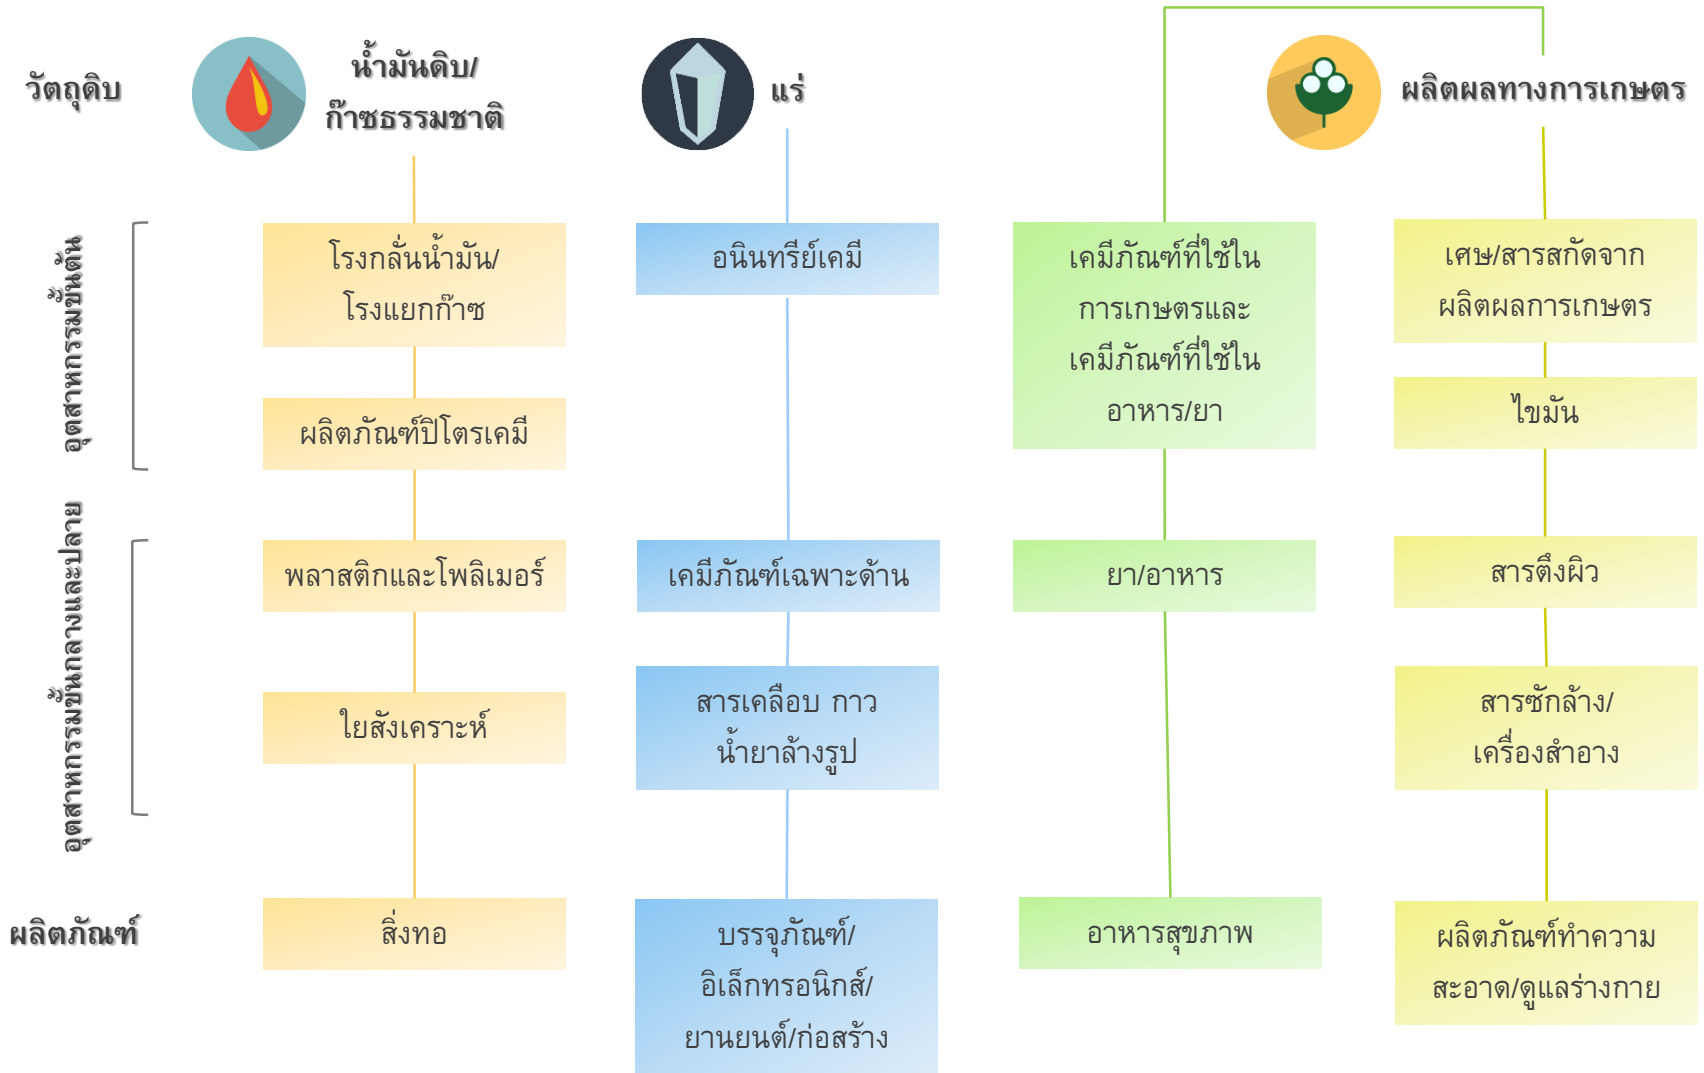 วัตถุดิบ
น้ำมันดิบ/
ก๊าซธรรมชาติ
แร่
ผลิตผลทางการเกษตร
อุตสาหกรรมขั้นต้น
โรงกลั่นน้ำมัน/
โรงแยกก๊าซ
อนินทรีย์เคมี
เคมีภัณฑ์ที่ใช้ใน
การเกษตรและ
เคมีภัณฑ์ที่ใช้ใน
อาหาร/ยา
เศษ/สารสกัดจาก
ผลิตผลการเกษตร
ผลิตภัณฑ์ปิโตรเคมี
ไขมัน
อุตสาหกรรมขั้นกลางและปลาย
พลาสติกและโพลิเมอร์
เคมีภัณฑ์เฉพาะด้าน
ยา/อาหาร
สารตึงผิว
ใยสังเคราะห์
สารเคลือบ กาว
น้ำยาล้างรูป
สารซักล้าง/
เครื่องสำอาง
ผลิตภัณฑ์
สิ่งทอ
บรรจุภัณฑ์/
อิเล็กทรอนิกส์/
ยานยนต์/ก่อสร้าง
อาหารสุขภาพ
ผลิตภัณฑ์ทำความ
สะอาด/ดูแลร่างกาย